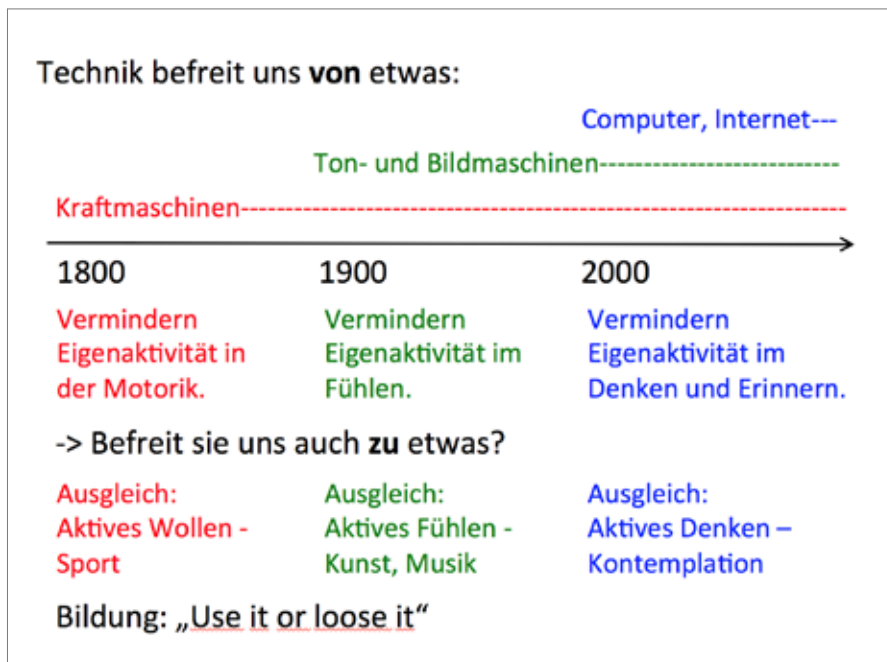 Technik befreit uns von etwas:
Computer, Internet---
Ton- und Bildmaschinen---------------------------
Kraftmaschinen--------------------------------------------------------------------
1800 1900 2000
Vermindern
Eigenaktivität in
der Motorik.
Vermindern
Eigenaktivität im
Fühlen.
Vermindern
Eigenaktivität im
Denken und Erinnern.
-> Befreit sie uns auch zu etwas?
Ausgleich:
Aktives Wollen -
Sport
Ausgleich:
Aktives Fühlen -
Kunst, Musik
Ausgleich:
Aktives Denken –
Kontemplation
Bildung: „Use it or loose it“